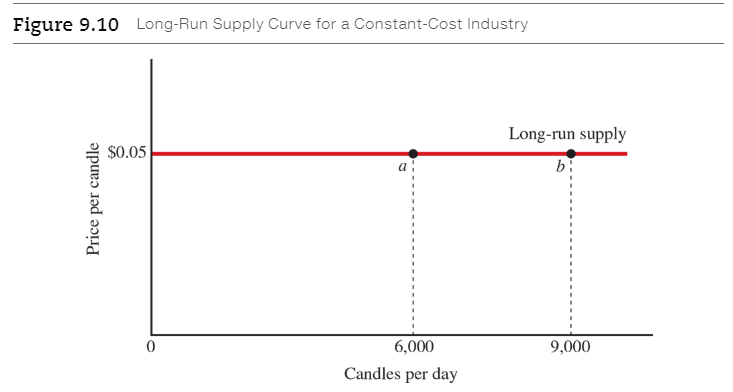 Figure 9.10 Long-Run Supply Curve for a Constant-Cost Industry
Long-run supply
$0.05
a
b
Price per candle
0
6,000
9,000
Candles per day